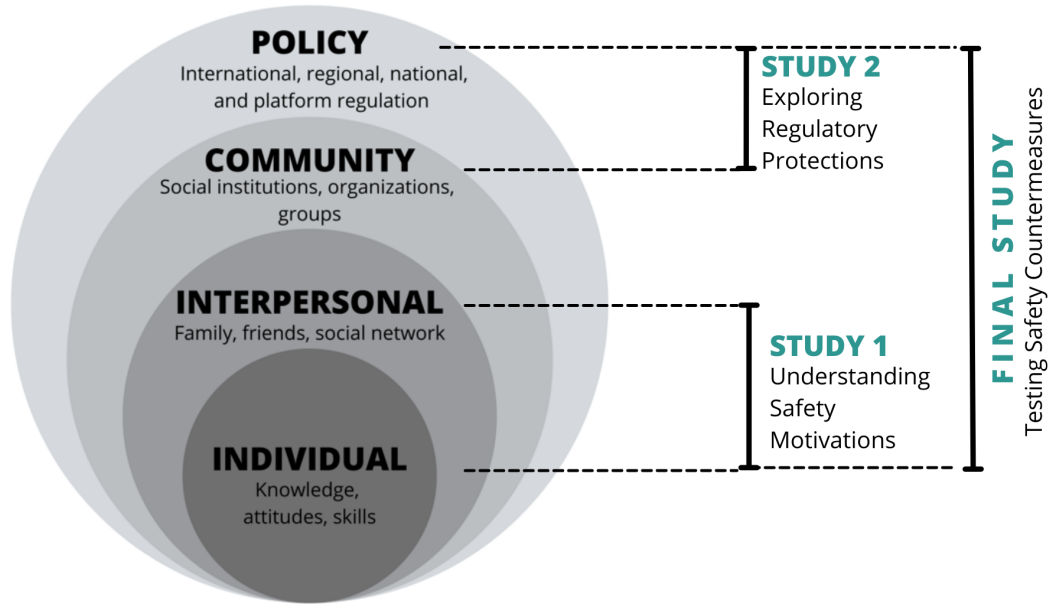 POLICY
International, regional, national,
and platform regulation
COMMUNITY
Social institutions, organizations,
groups
INTERPERSONAL
Family, friends, social network
INDIVIDUAL
Knowledge,
attitudes, skills
STUDY 2
Exploring
Regulatory
Protections
STUDY 1
Understanding
Safety
Motivations
FINAL STUDY
Testing Safety Countermeasures